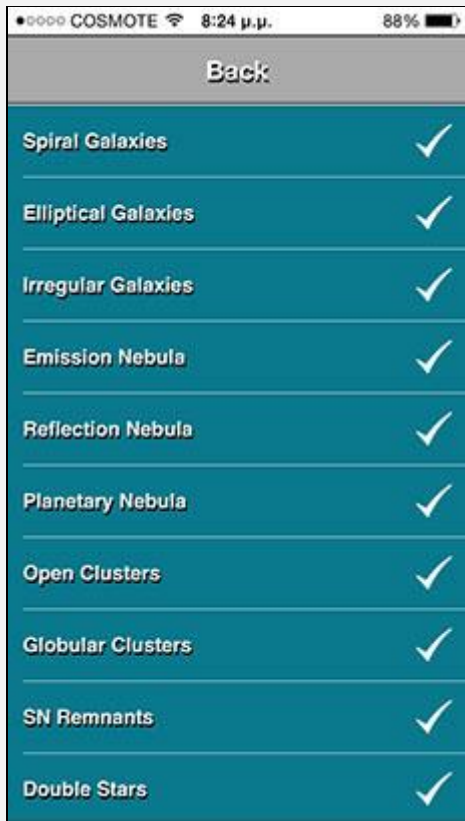 COSMOTE 8:24 μ.μ. 88%
Back
Spiral Galaxies
Elliptical Galaxies
Irregular Galaxies
Emission Nebula
Reflection Nebula
Planetary Nebula
Open Clusters
Globular Clusters
SN Remnants
Double Stars